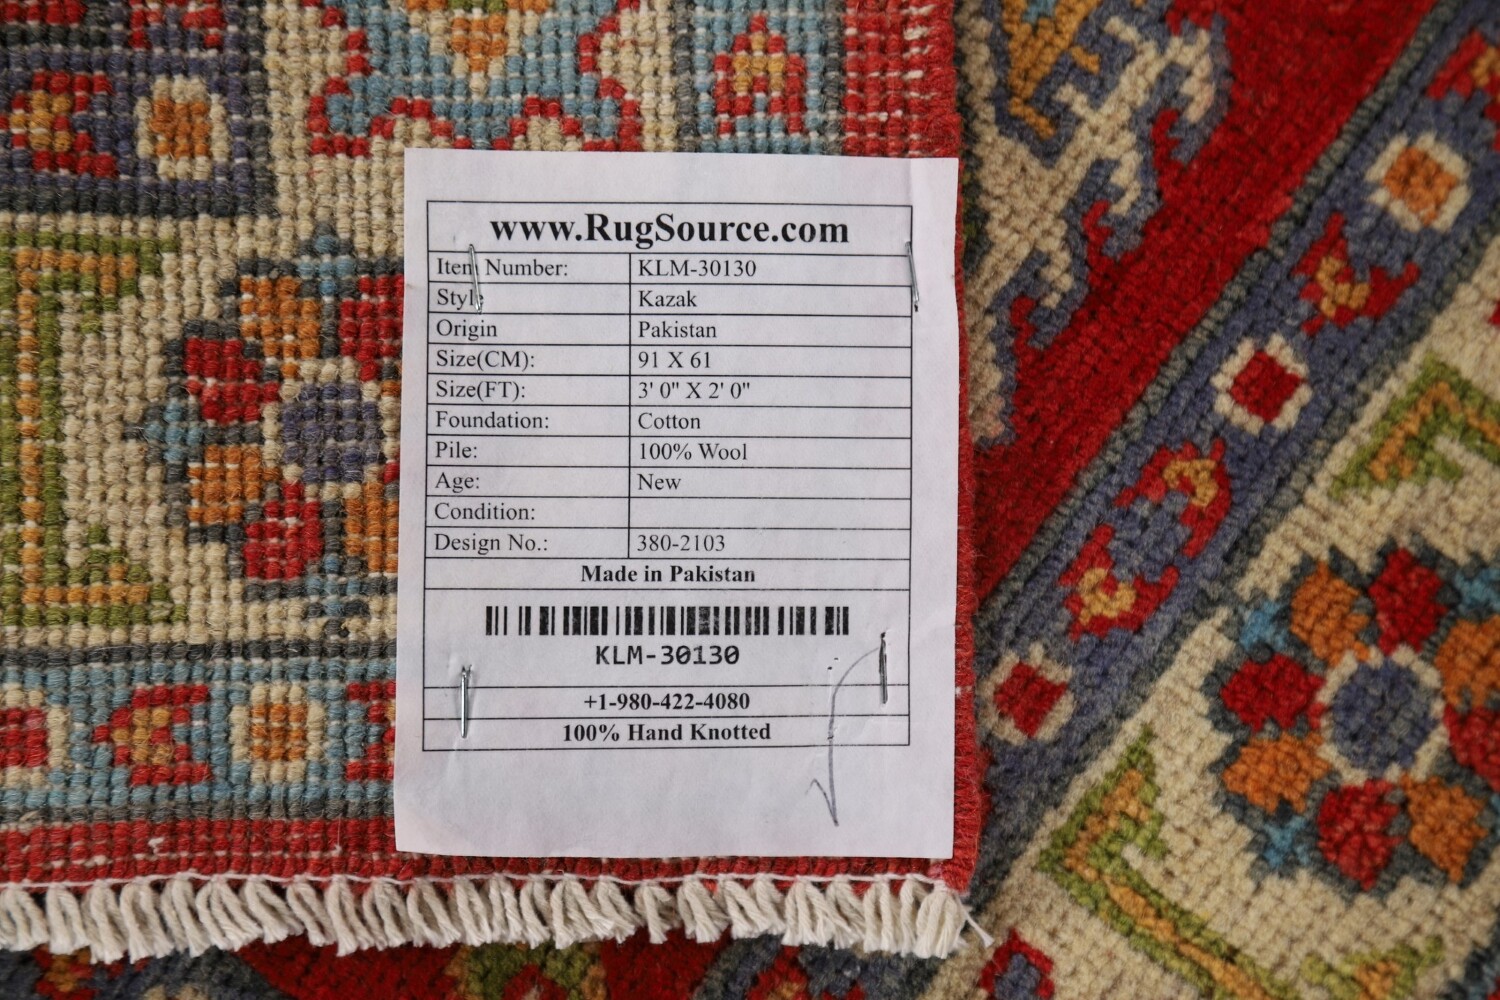 www.RugSource.com
Item Number: KLM-30130
Style Kazak
Origin Pakistan
Size(CM): 91 X 61
Size(FT): 3' 0" X 2' 0"
Foundation: Cotton
Pile: 100% Wool
Age: New
Condition:
Design No.: 380-2103
Made in Pakistan
KLM-30130
+1-980-422-4080
100% Hand Knotted